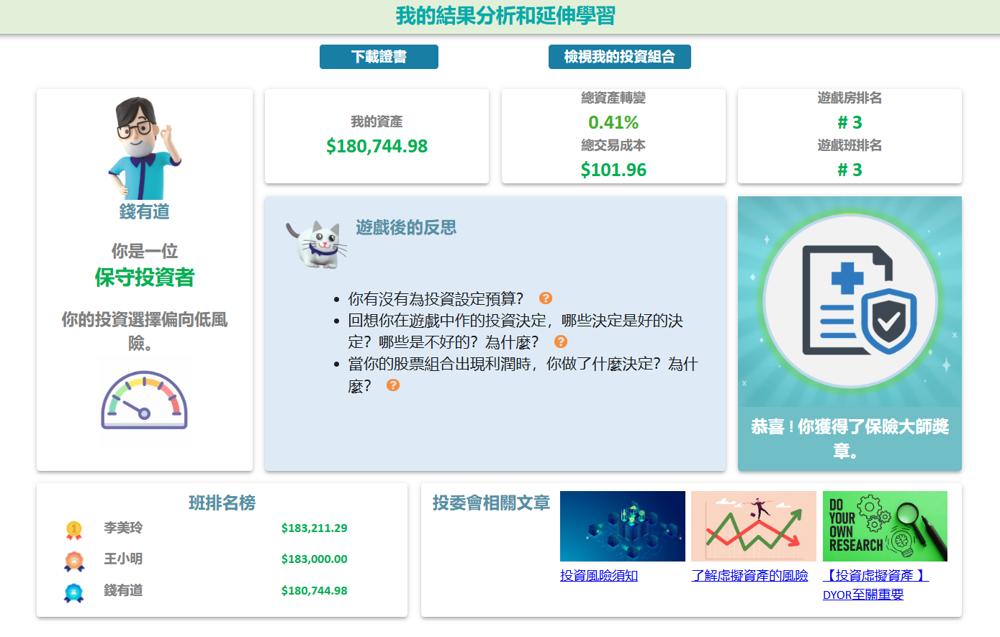 我的結果分析和延伸學習
下載證書
檢視我的投資組合
錢有道
你是一位
保守投資者
你的投資選擇偏向低風
險。
我的資產
$180,744.98
總資產轉變
0.41%
總交易成本
$101.96
遊戲房排名
# 3
遊戲班排名
# 3
遊戲後的反思
你有沒有為投資設定預算？ ?
回想你在遊戲中作的投資決定，哪些決定是好的決
定？哪些是不好的？為什麼？ ?
當你的股票組合出現利潤時，你做了什麼決定？為什
麼？ ?
恭喜！你獲得了保險大師獎
章。
班排名榜
1 李美玲 $183,211.29
王小明 $183,000.00
錢有道 $180,744.98
投委會相關文章
DO
YOUR
OWN
RESEARCH
投資風險須知
了解虛擬資產的風險
【投資虛擬資產 】
DYOR至關重要